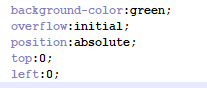 background-color:green;
overflow:initial;
position:absolute;
top:0;
left:0;